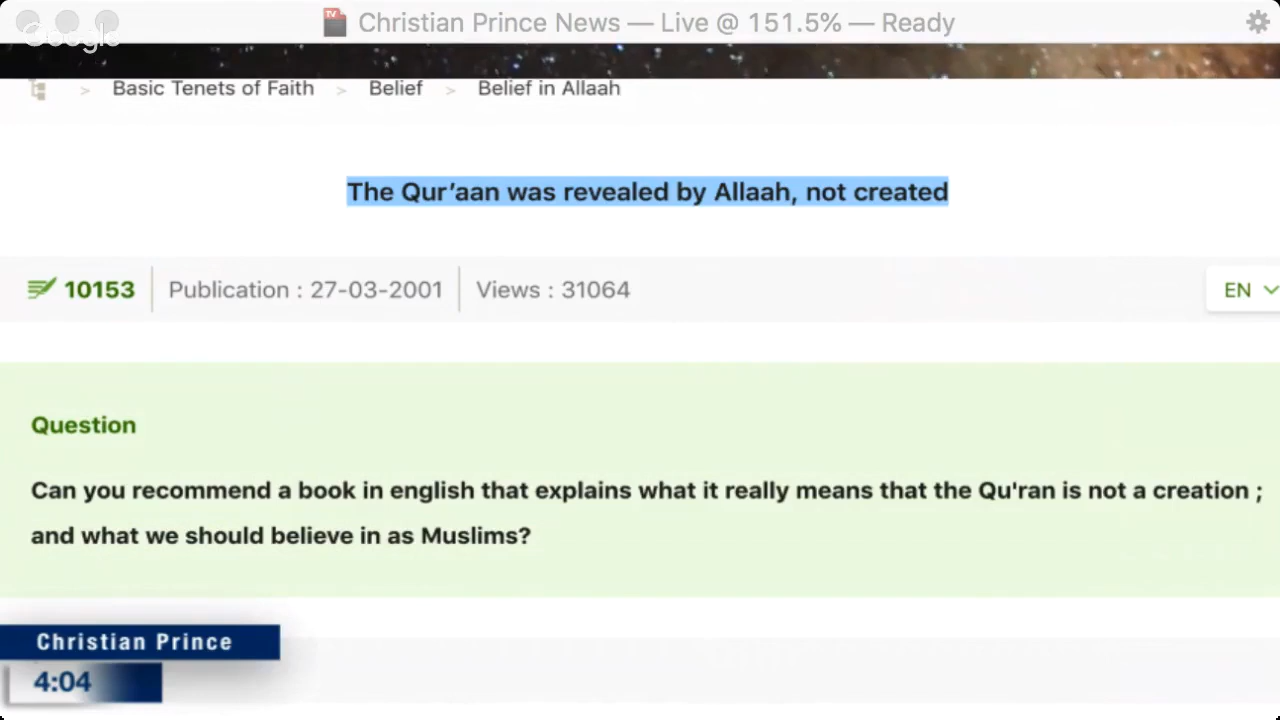 TV
Christian Prince News — Live @ 151.5% — Ready
Google
> Basic Tenets of Faith > Belief > Belief in Allaah
The Qur’aan was revealed by Allaah, not created
10153 Publication : 27-03-2001 Views : 31064 EN
Question
Can you recommend a book in english that explains what it really means that the Qu'ran is not a creation ;
and what we should believe in as Muslims?
Christian Prince
4:04